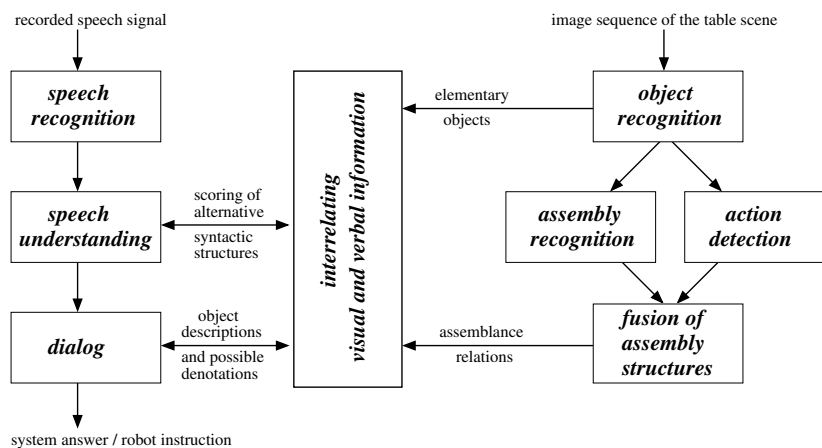 recorded speech signal
image sequence of the table scene
speech
recognition
elementary
objects
object
recognition
speech
understanding
scoring of
alternative
syntactic
structures
interrelating
visual and verbal information
assembly
recognition
action
detection
dialog
object
descriptions
and possible
denotations
assemblance
relations
fusion of
assembly
structures
system answer / robot instruction